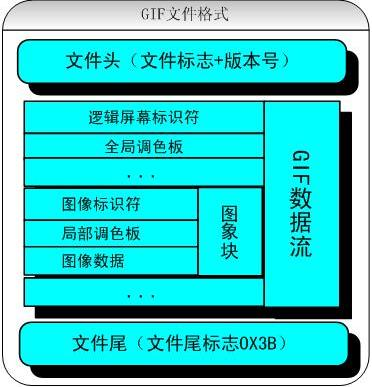 GIF文件格式
文件头（文件标志+版本号）
逻辑屏幕标识符
全局调色板
...
图像标识符
局部调色板
图像数据
图象块
...
GIF数据流
文件尾（文件尾标志0X3B）